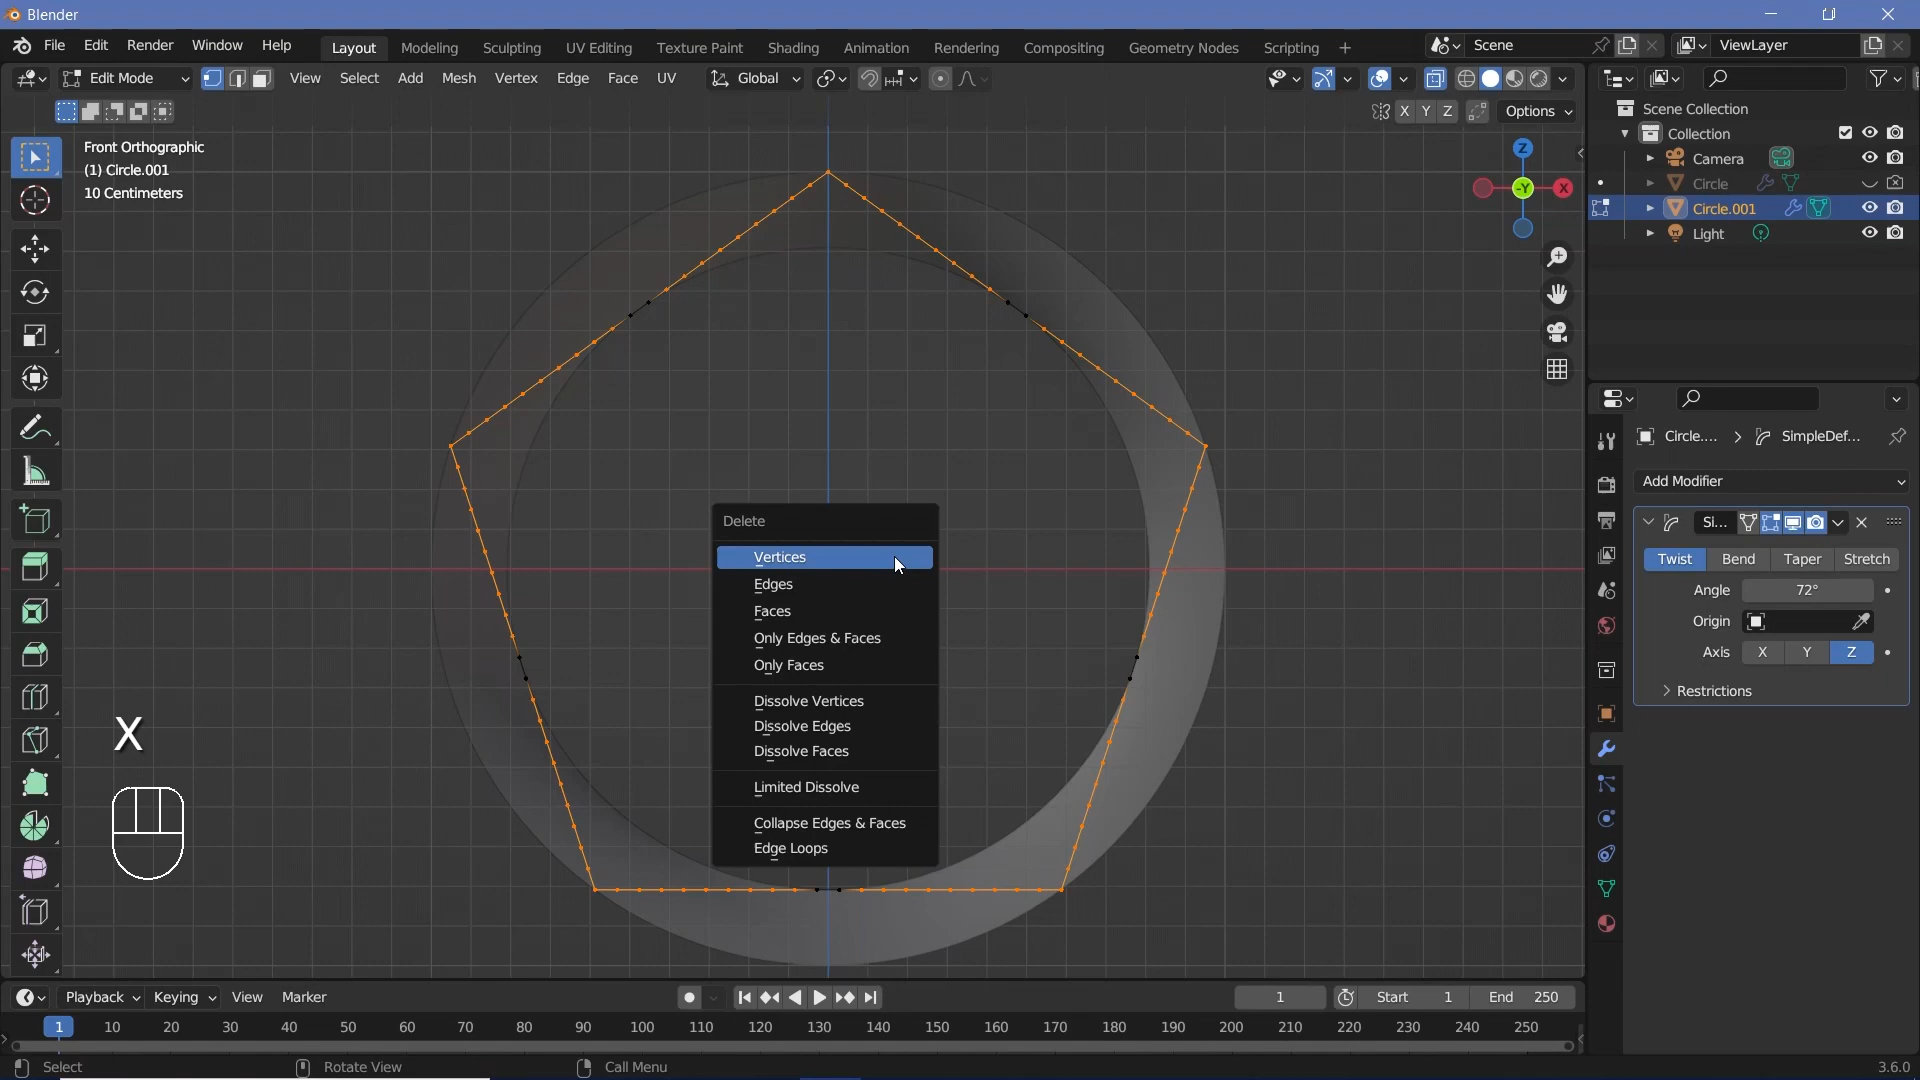 Blender
File Edit Render Window Help Layout Modeling Sculpting UV Editing Texture Paint Shading Animation Rendering Compositing Geometry Nodes Scripting + Scene ViewLayer
Edit Mode View Select Add Mesh Vertex Edge Face UV Global
X Y Z Options
Front Orthographic
(1) Circle.001
10 Centimeters
Z
-Y X
Scene Collection
Collection
Camera
Circle
Circle.001
Light
Delete
Vertices
Edges
Faces
Only Edges & Faces
Only Faces
Dissolve Vertices
Dissolve Edges
Dissolve Faces
Limited Dissolve
Collapse Edges & Faces
Edge Loops
X
Circle.... > SimpleDef...
Add Modifier
Si...
Twist Bend Taper Stretch
Angle 72°
Origin
Axis X Y Z
Restrictions
Playback Keying View Marker 1 Start 1 End 250
1 10 20 30 40 50 60 70 80 90 100 110 120 130 140 150 160 170 180 190 200 210 220 230 240 250
Select Rotate View Call Menu 3.6.0